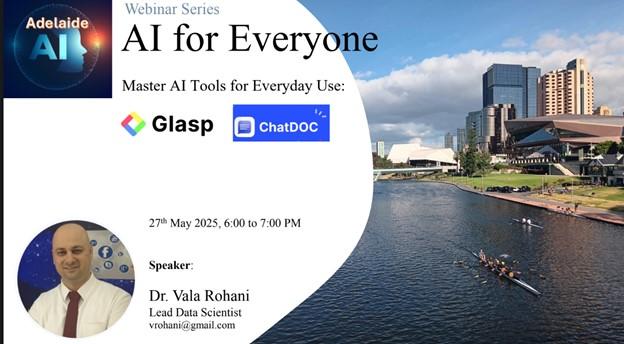 Adelaide
AI
Webinar Series
AI for Everyone
Master AI Tools for Everyday Use:
Glasp
ChatDOC
27th May 2025, 6:00 to 7:00 PM
Speaker:
Dr. Vala Rohani
Lead Data Scientist
vrohani@gmail.com